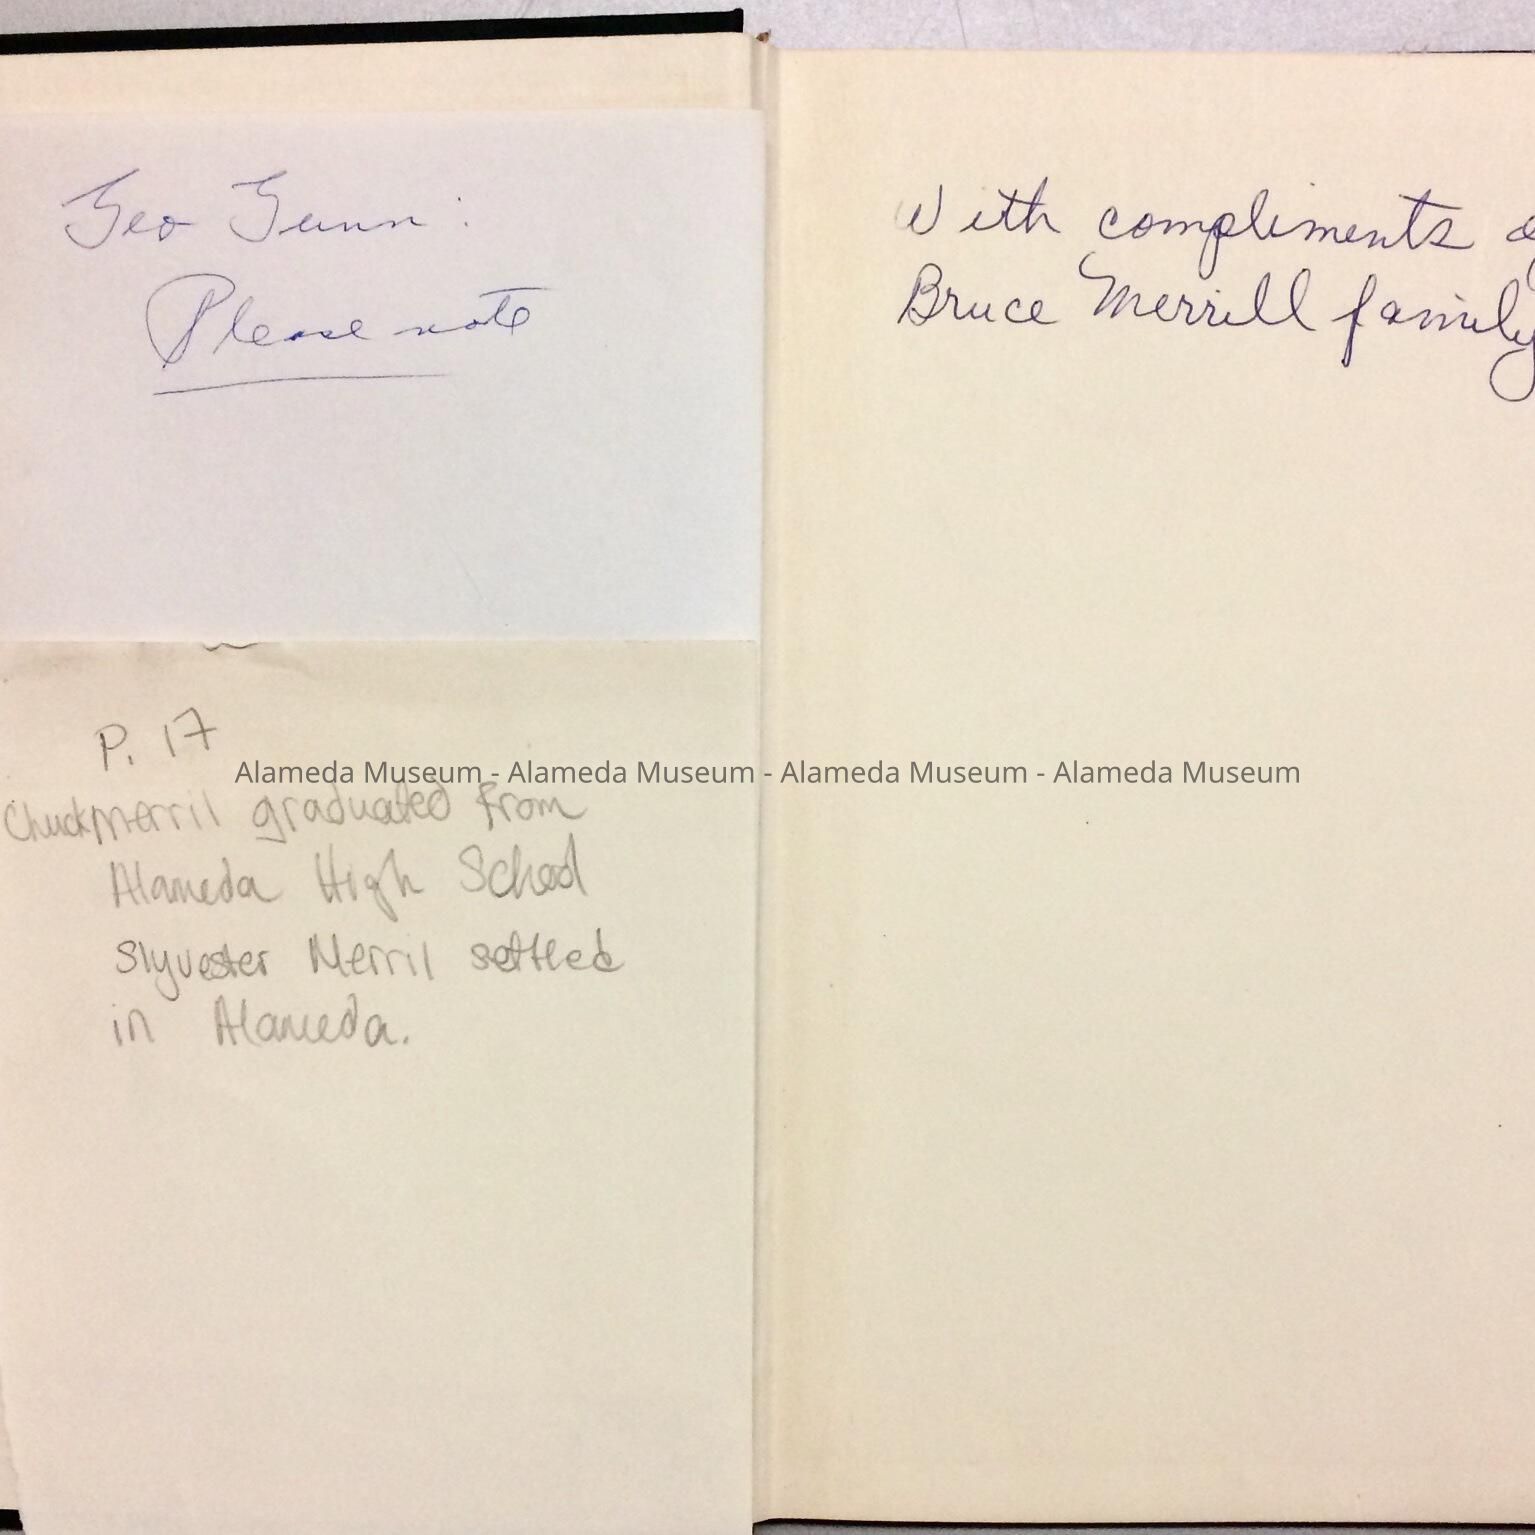 Geo Gunn:
Please note
P. 17
Chuck Merril graduated from
Alameda High School
Slyvester Merril settled
in Alameda.
With compliments
Bruce Merrill family
Alameda Museum - Alameda Museum - Alameda Museum - Alameda Museum